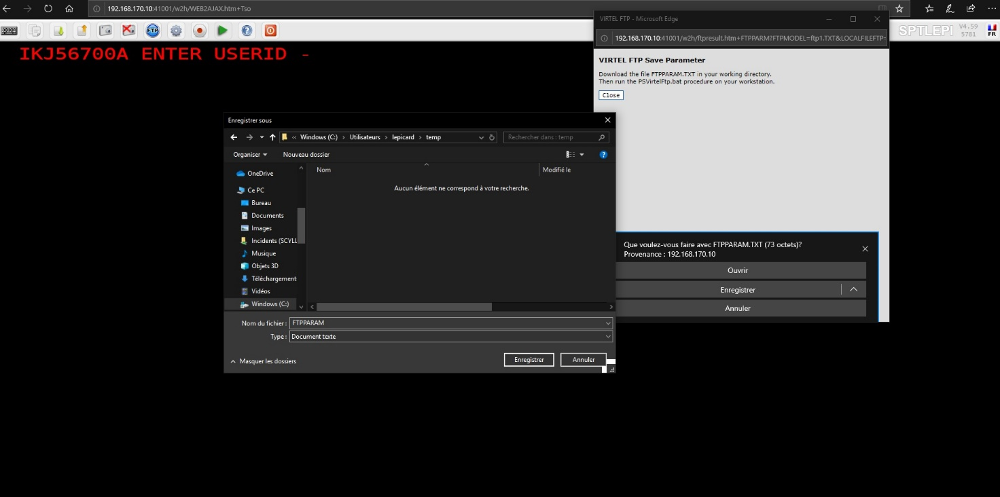 192.168.170.10:41001/w2h/WEB2AJAX.htm+Tso
FTP
SPTLEPI
V4.59
5781
FR
IKJ56700A ENTER USERID -
VIRTEL FTP - Microsoft Edge
192.168.170.10:41001/w2h/ftpresult.htm+FTPPARM?FTPMODEL=ftp1.TXT&LOCALFILEFTP=
VIRTEL FTP Save Parameter
Download the file FTPPARAM.TXT in your working directory.
Then run the PSVirtelFtp.bat procedure on your workstation.
Close
Enregistrer sous
« Windows (C:) › Utilisateurs › lepicard › temp
Rechercher dans : temp
Organiser
Nouveau dossier
Nom
Modifié le
Aucun élément ne correspond à votre recherche.
OneDrive
Ce PC
Bureau
Documents
Images
Incidents (SCYLL
Musique
Objets 3D
Téléchargement
Vidéos
Windows (C:)
Nom du fichier :
FTPPARAM
Type :
Document texte
Masquer les dossiers
Enregistrer
Annuler
Que voulez-vous faire avec FTPPARAM.TXT (73 octets)?
Provenance : 192.168.170.10
Ouvrir
Enregistrer
Annuler